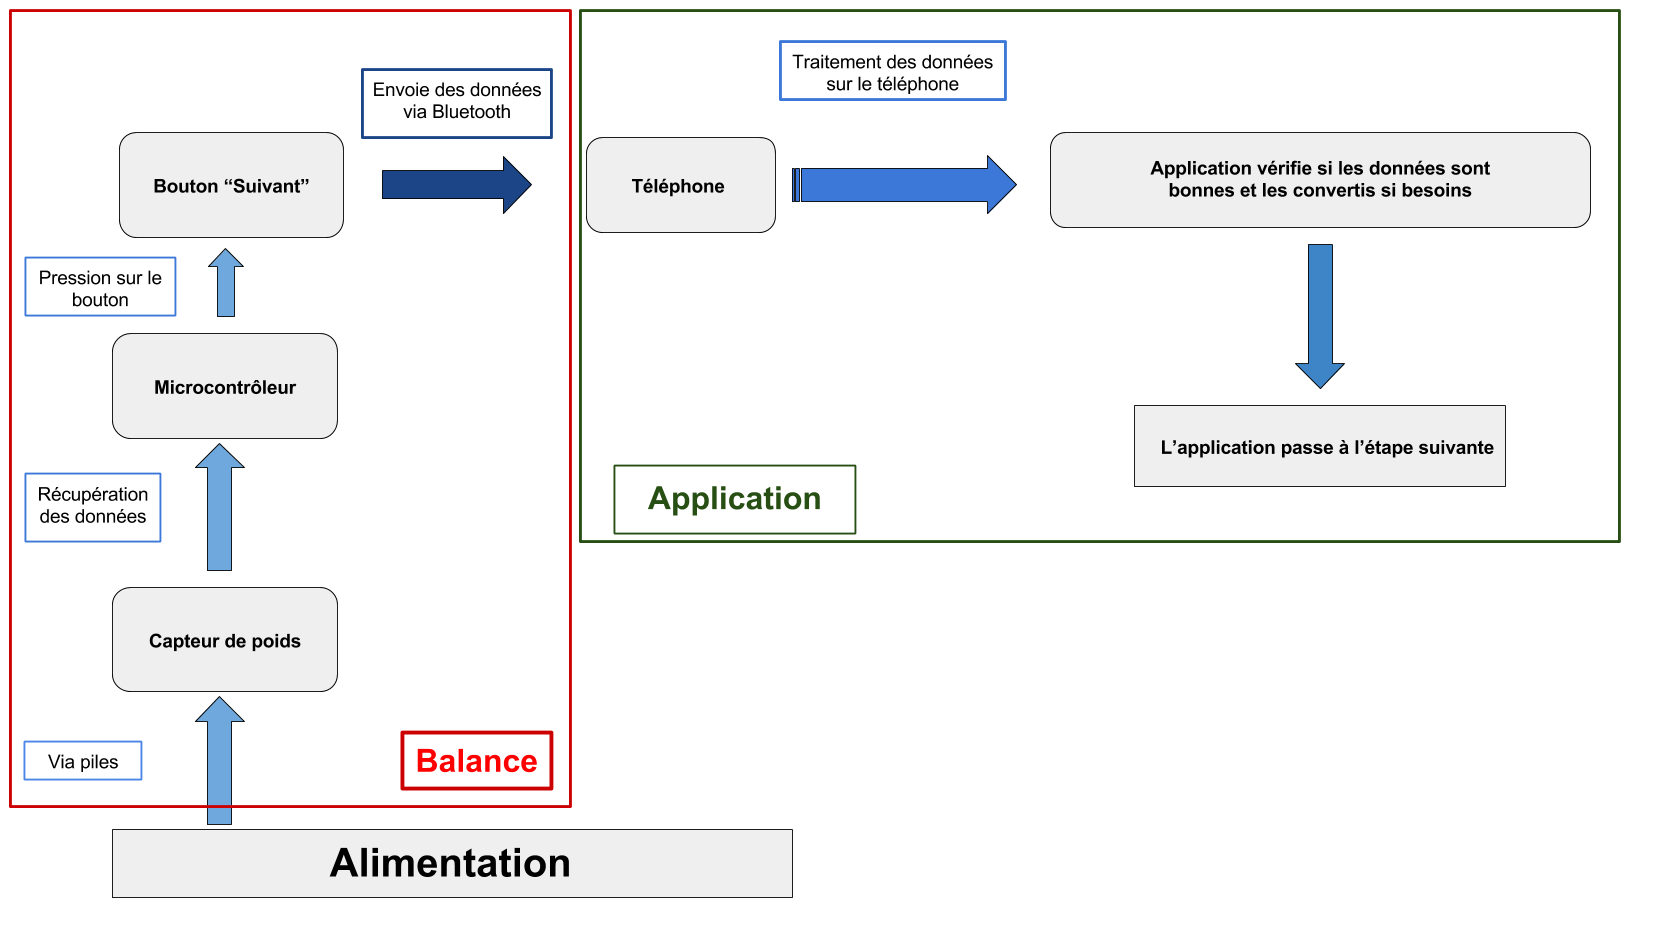 Envoie des données
via Bluetooth
Bouton “Suivant”
Pression sur le
bouton
Microcontrôleur
Récupération
des données
Capteur de poids
Via piles
Balance
Alimentation
Traitement des données
sur le téléphone
Téléphone
Application vérifie si les données sont
bonnes et les convertis si besoins
L’application passe à l’étape suivante
Application